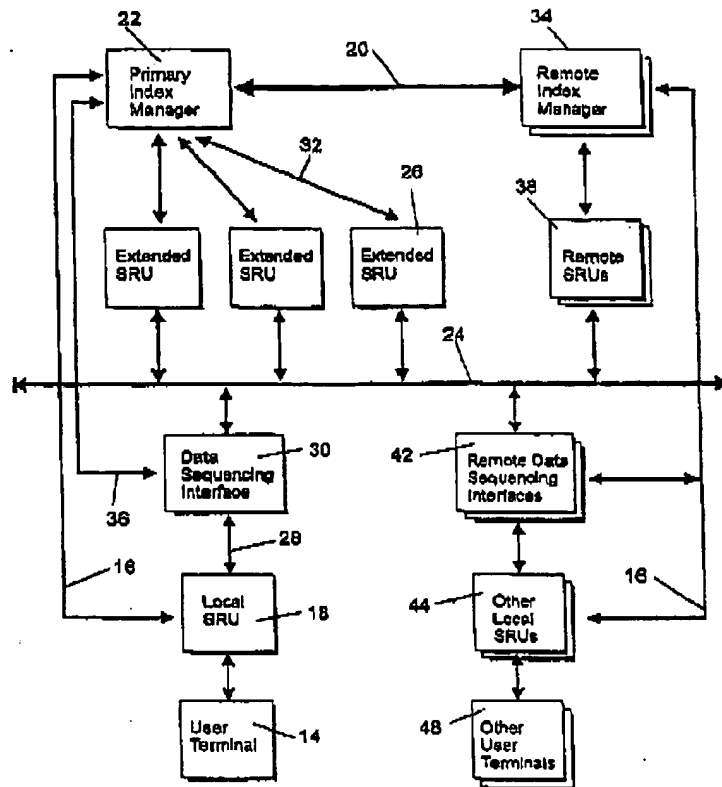 22
34
20
Primary
Index
Manager
Remote
Index
Manager
32
26
38
Extended
SRU
Extended
SRU
Extended
SRU
Remote
SRUs
24
Data
Sequencing
Interface
30
42
Remote Data
Sequencing
Interfaces
36
28
16
Local
SRU
18
44
Other
Local
SRUs
16
User
Terminal
14
48
Other
User
Terminals